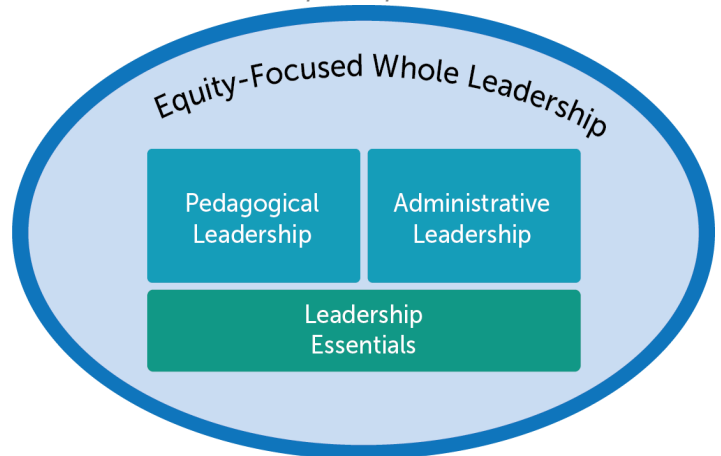 Equity-Focused Whole Leadership
Pedagogical
Leadership
Administrative
Leadership
Leadership
Essentials